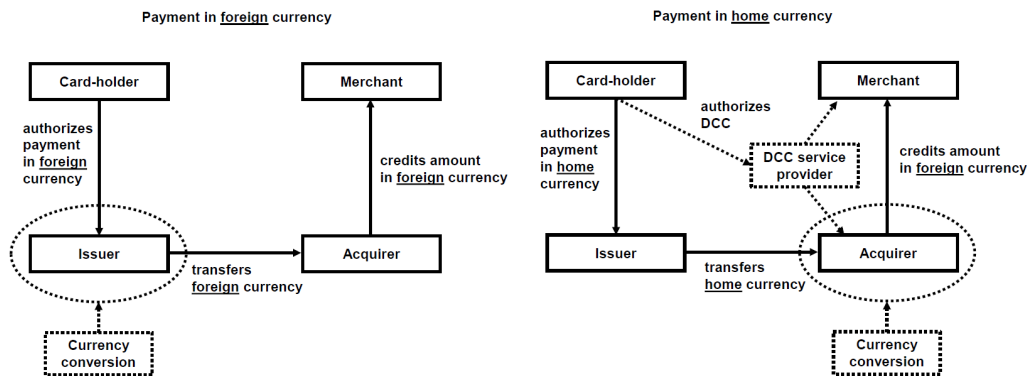 Payment in foreign currency
Card-holder
Merchant
authorizes
payment
in foreign
currency
credits amount
in foreign currency
Issuer
Acquirer
transfers
foreign currency
Currency
conversion
Payment in home currency
Card-holder
Merchant
authorizes
DCC
authorizes
payment
in home
currency
DCC service
provider
credits amount
in foreign currency
Issuer
Acquirer
transfers
home currency
Currency
conversion